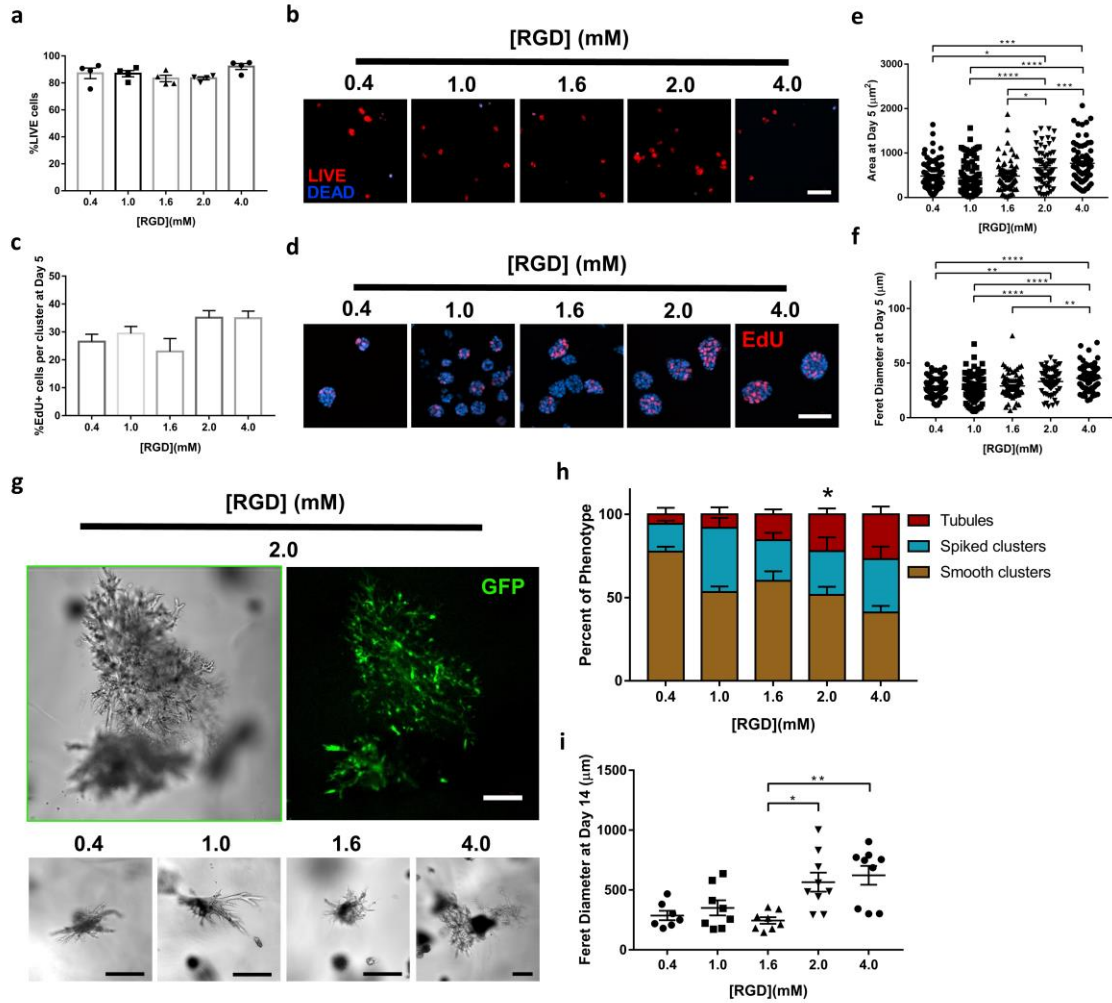 a
%LIVE cells
100
80
60
40
20
0
0.4 1.0 1.6 2.0 4.0
[RGD](mM)
b
[RGD] (mM)
0.4 1.0 1.6 2.0 4.0
LIVE
DEAD
c
%EdU+ cells per cluster at Day 5
50
40
30
20
10
0
0.4 1.0 1.6 2.0 4.0
[RGD](mM)
d
[RGD] (mM)
0.4 1.0 1.6 2.0 4.0
EdU
e
Area at Day 5 (μm²)
3000
2000
1000
0
***
*
****
****
***
*
0.4 1.0 1.6 2.0 4.0
[RGD](mM)
f
Feret Diameter at Day 5 (μm)
100
50
0
****
**
****
****
**
0.4 1.0 1.6 2.0 4.0
[RGD](mM)
g
[RGD] (mM)
2.0
GFP
0.4 1.0 1.6 4.0
h
Percent of Phenotype
100
50
0
*
Tubules
Spiked clusters
Smooth clusters
0.4 1.0 1.6 2.0 4.0
[RGD](mM)
i
Feret Diameter at Day 14 (μm)
1500
1000
500
0
**
*
0.4 1.0 1.6 2.0 4.0
[RGD](mM)